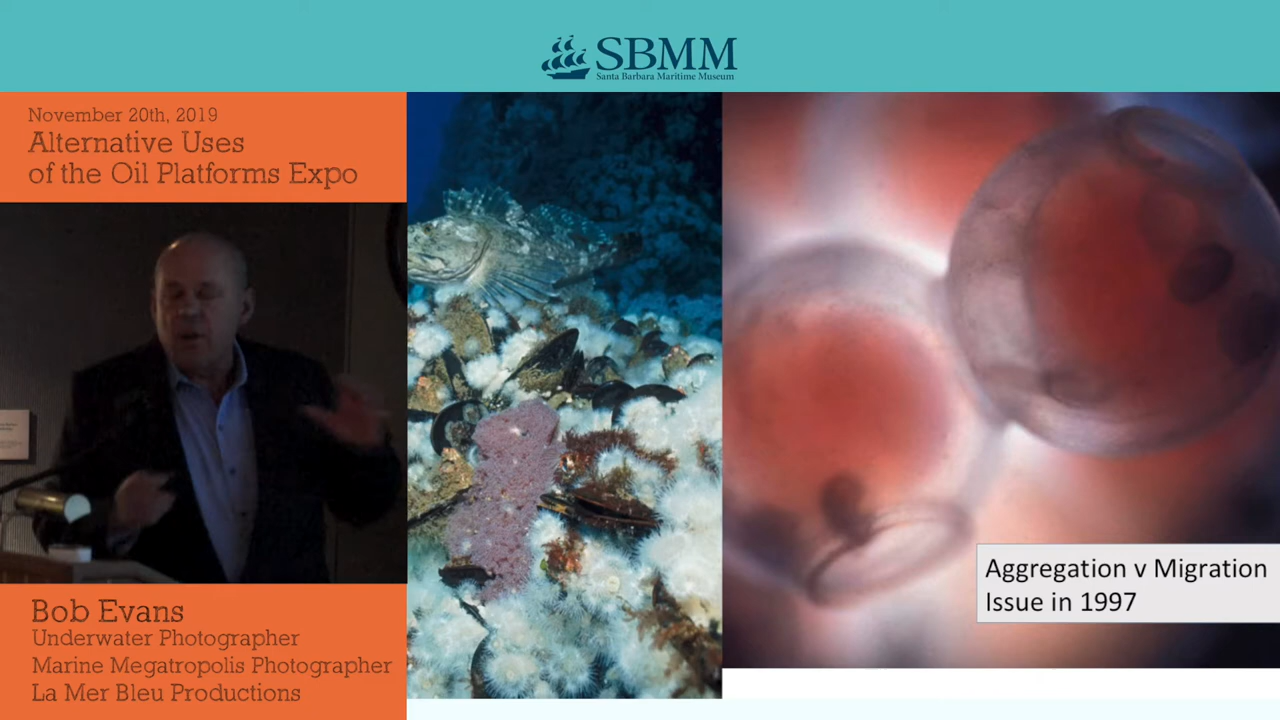 SBMM
Santa Barbara Maritime Museum
November 20th, 2019
Alternative Uses
of the Oil Platforms Expo
Bob Evans
Underwater Photographer
Marine Megatropolis Photographer
La Mer Bleu Productions
Aggregation v Migration
Issue in 1997